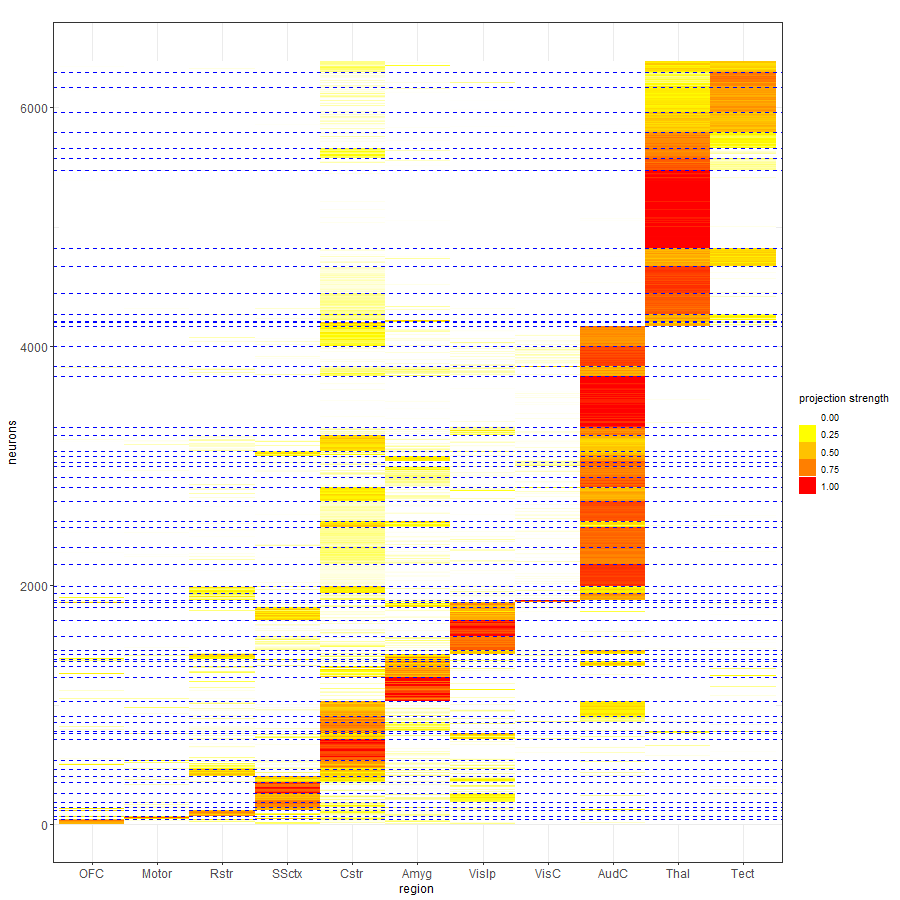 6000
4000
2000
0
neurons
OFC Motor Rstr SSctx Cstr Amyg VisIp VisC AudC Thal Tect
region
projection strength
0.00
0.25
0.50
0.75
1.00